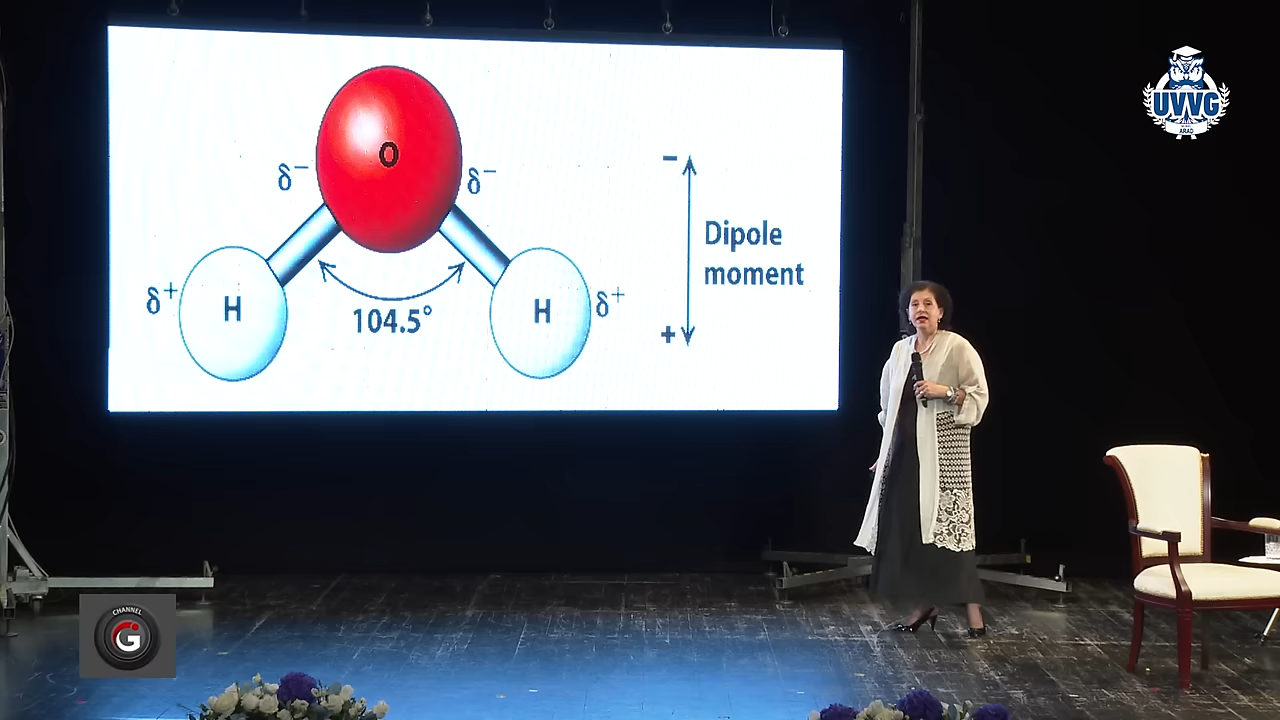 O
δ−
δ−
δ+
H
104.5°
H
δ+
−
Dipole
moment
+
UVVG
ARAD
CHANNEL
G